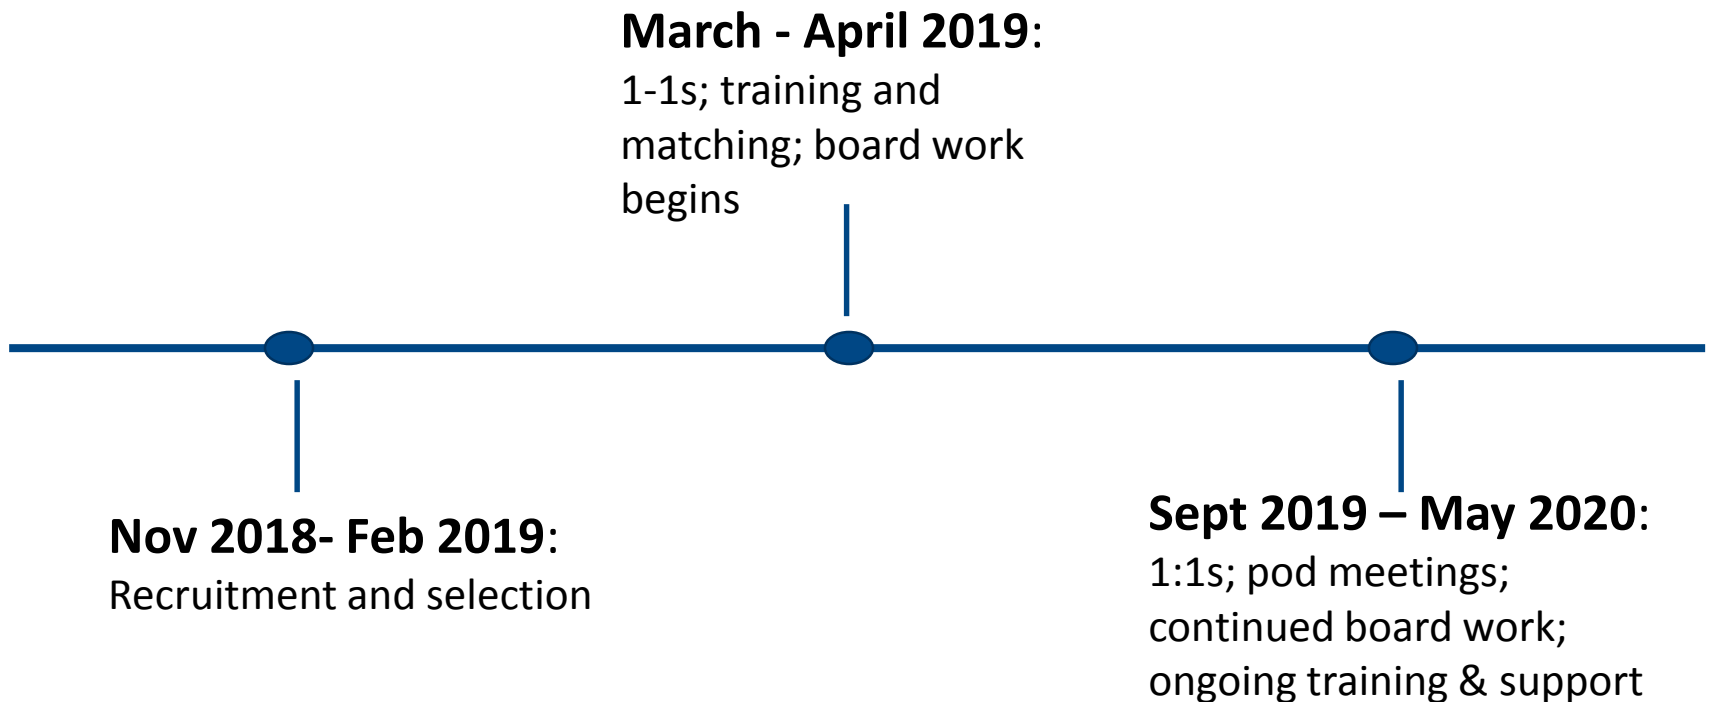 March - April 2019:
1-1s; training and
matching; board work
begins
Nov 2018- Feb 2019:
Recruitment and selection
Sept 2019 – May 2020:
1:1s; pod meetings;
continued board work;
ongoing training & support